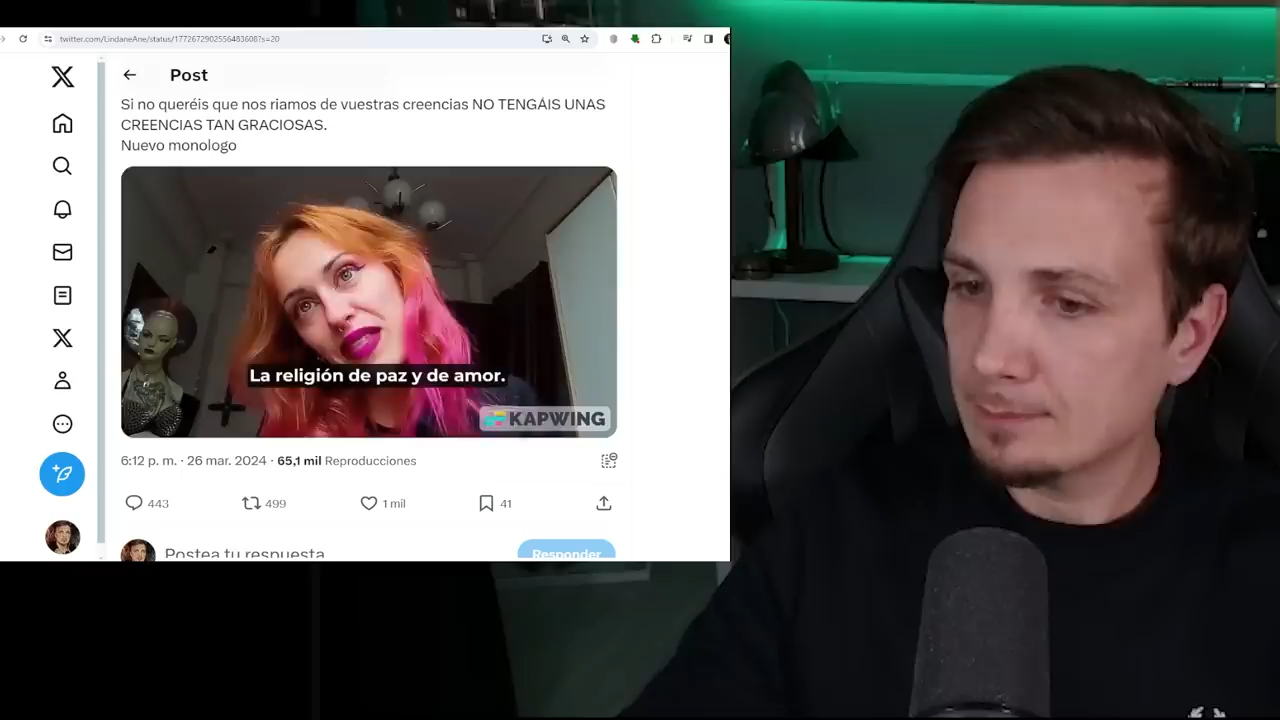 twitter.com/LindaneAne/status/1772672902556483608?s=20
Post
Si no queréis que nos riamos de vuestras creencias NO TENGÁIS UNAS
CREENCIAS TAN GRACIOSAS.
Nuevo monologo
La religión de paz y de amor.
KAPWING
6:12 p. m. · 26 mar. 2024 · 65,1 mil Reproducciones
443
499
1 mil
41
Postea tu respuesta
Responder